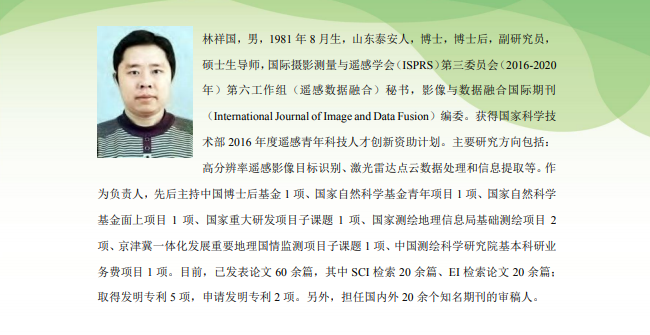 林祥国，男，1981 年 8 月生，山东泰安人，博士，博士后，副研究员，
硕士生导师，国际摄影测量与遥感学会（ISPRS）第三委员会（2016-2020
年）第六工作组（遥感数据融合）秘书，影像与数据融合国际期刊
（International Journal of Image and Data Fusion）编委。获得国家科学技
术部 2016 年度遥感青年科技人才创新资助计划。主要研究方向包括：
高分辨率遥感影像目标识别、激光雷达点云数据处理和信息提取等。作
为负责人，先后主持中国博士后基金 1 项、国家自然科学基金青年项目 1 项、国家自然科学
基金面上项目 1 项、国家重大研发项目子课题 1 项、国家测绘地理信息局基础测绘项目 2
项、京津冀一体化发展重要地理国情监测项目子课题 1 项、中国测绘科学研究院基本科研业
务费项目 1 项。目前，已发表论文 60 余篇，其中 SCI 检索 20 余篇、EI 检索论文 20 余篇；
取得发明专利 5 项，申请发明专利 2 项。另外，担任国内外 20 余个知名期刊的审稿人。